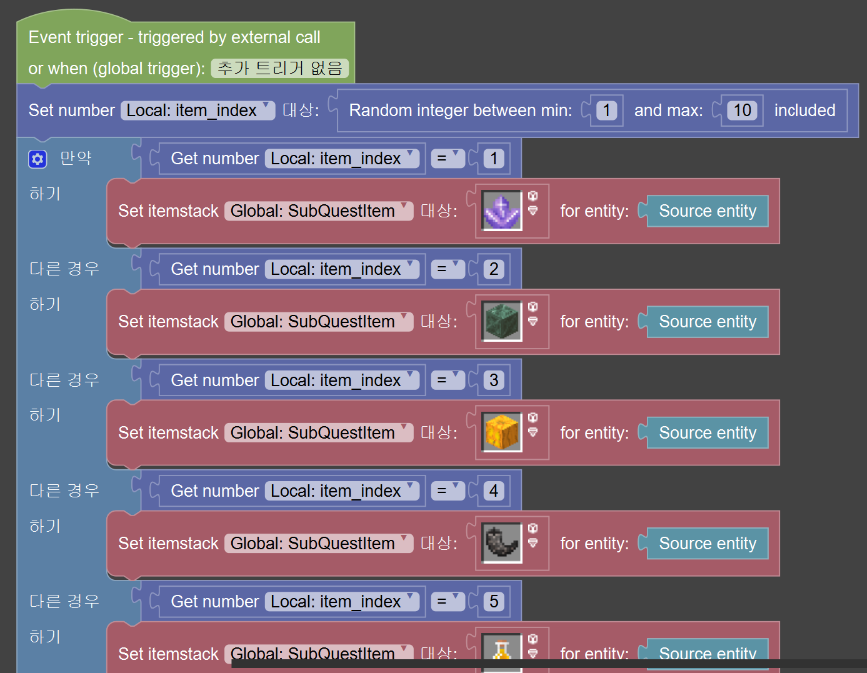 Event trigger - triggered by external call
or when (global trigger): 추가 트리거 없음
Set number Local: item_index 대상: Random integer between min: 1 and max: 10 included
만약 Get number Local: item_index = 1
하기
Set itemstack Global: SubQuestItem 대상: for entity: Source entity
다른 경우 Get number Local: item_index = 2
하기
Set itemstack Global: SubQuestItem 대상: for entity: Source entity
다른 경우 Get number Local: item_index = 3
하기
Set itemstack Global: SubQuestItem 대상: for entity: Source entity
다른 경우 Get number Local: item_index = 4
하기
Set itemstack Global: SubQuestItem 대상: for entity: Source entity
다른 경우 Get number Local: item_index = 5
하기
Set itemstack Global: SubQuestItem 대상: for entity: Source entity